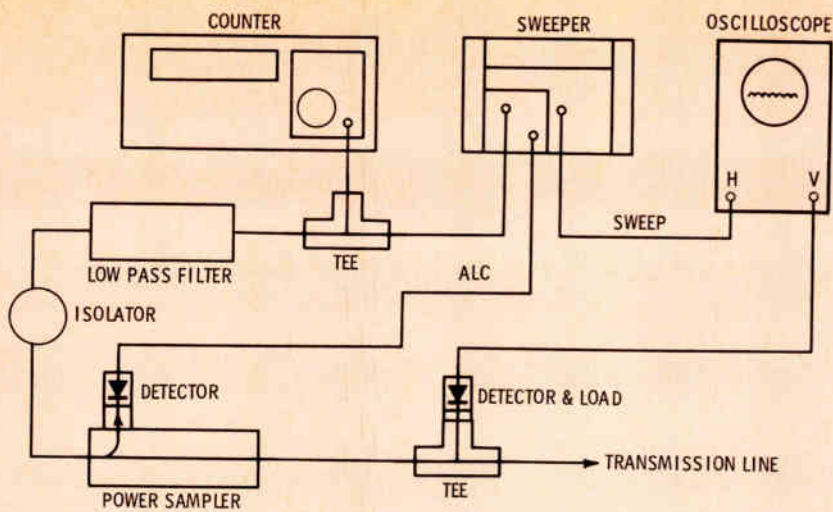 COUNTER
SWEEPER
OSCILLOSCOPE
H
V
SWEEP
LOW PASS FILTER
TEE
ALC
ISOLATOR
DETECTOR
DETECTOR & LOAD
TRANSMISSION LINE
POWER SAMPLER
TEE